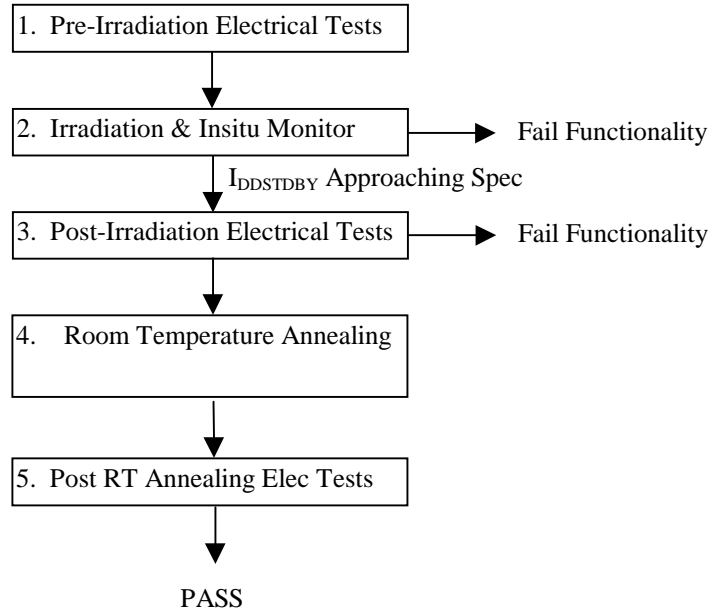 1. Pre-Irradiation Electrical Tests
2. Irradiation & Insitu Monitor
Fail Functionality
IDDSTDBY Approaching Spec
3. Post-Irradiation Electrical Tests
Fail Functionality
4. Room Temperature Annealing
5. Post RT Annealing Elec Tests
PASS